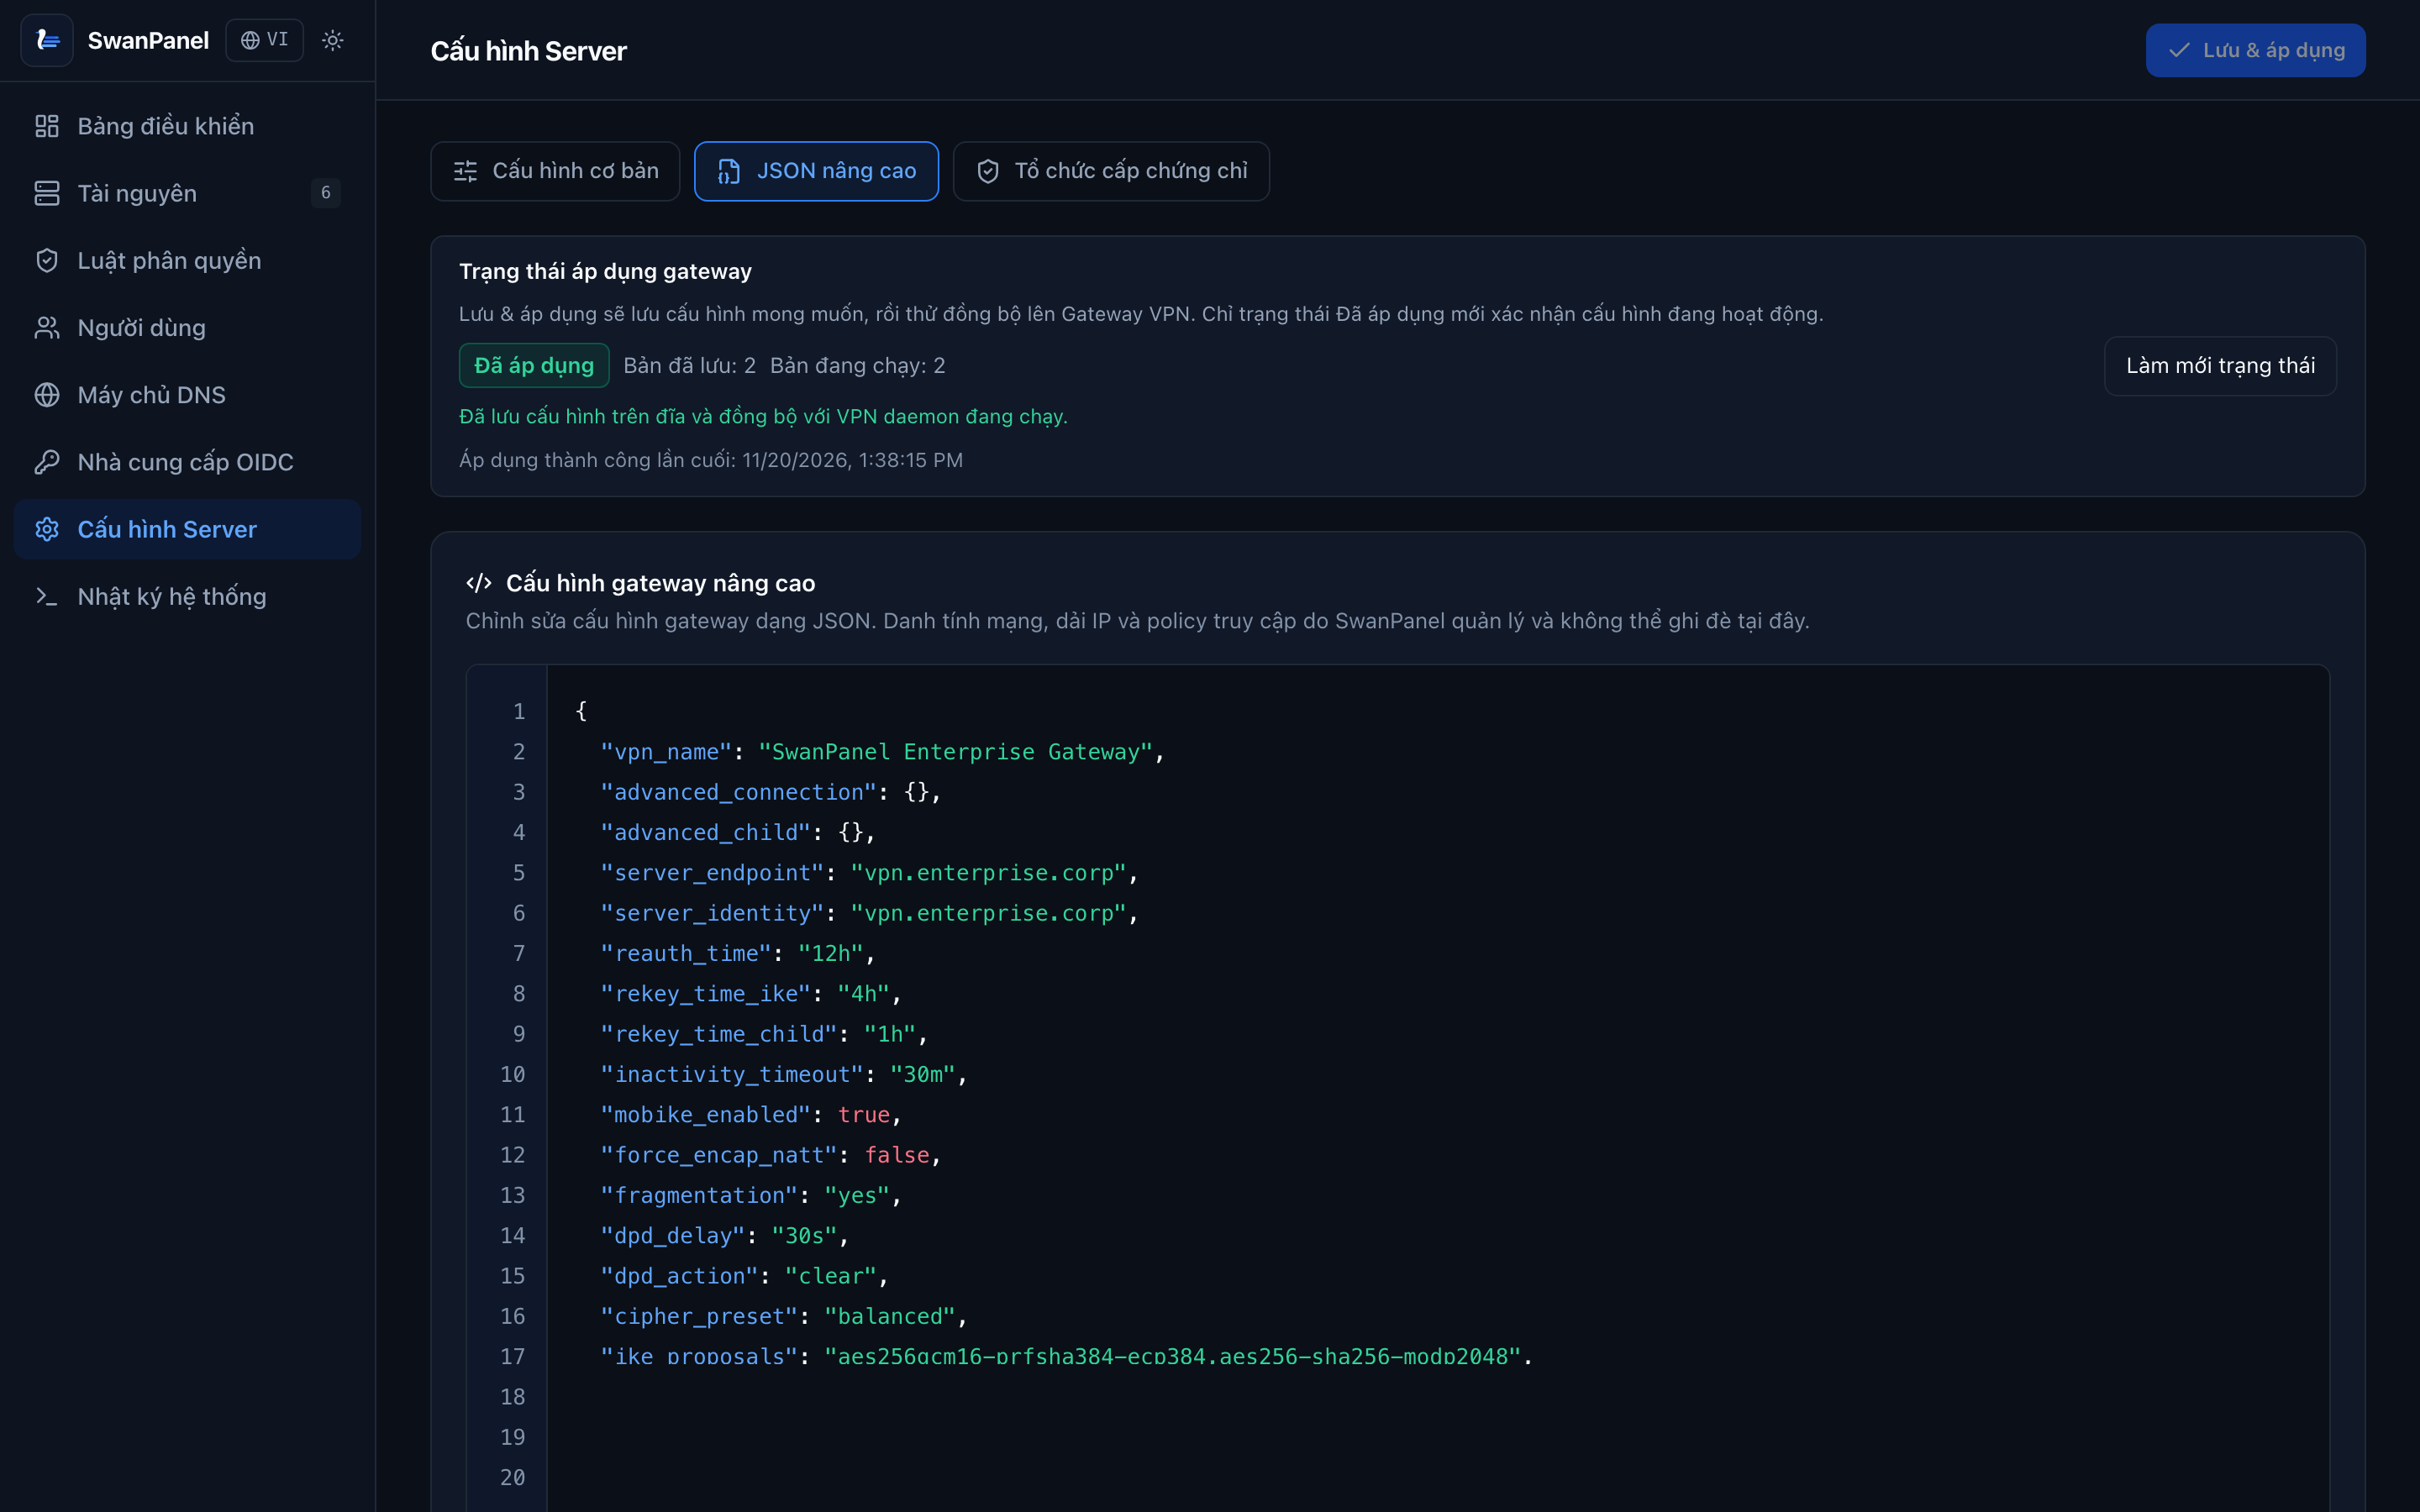 SwanPanel
VI
Bảng điều khiển
Tài nguyên
6
Luật phân quyền
Người dùng
Máy chủ DNS
Nhà cung cấp OIDC
Cấu hình Server
Nhật ký hệ thống
Cấu hình Server
Lưu & áp dụng
Cấu hình cơ bản
JSON nâng cao
Tổ chức cấp chứng chỉ
Trạng thái áp dụng gateway
Lưu & áp dụng sẽ lưu cấu hình mong muốn, rồi thử đồng bộ lên Gateway VPN. Chỉ trạng thái Đã áp dụng mới xác nhận cấu hình đang hoạt động.
Đã áp dụng Bản đã lưu: 2 Bản đang chạy: 2
Làm mới trạng thái
Đã lưu cấu hình trên đĩa và đồng bộ với VPN daemon đang chạy.
Áp dụng thành công lần cuối: 11/20/2026, 1:38:15 PM
</> Cấu hình gateway nâng cao
Chỉnh sửa cấu hình gateway dạng JSON. Danh tính mạng, dải IP và policy truy cập do SwanPanel quản lý và không thể ghi đè tại đây.
1 {
2 "vpn_name": "SwanPanel Enterprise Gateway",
3 "advanced_connection": {},
4 "advanced_child": {},
5 "server_endpoint": "vpn.enterprise.corp",
6 "server_identity": "vpn.enterprise.corp",
7 "reauth_time": "12h",
8 "rekey_time_ike": "4h",
9 "rekey_time_child": "1h",
10 "inactivity_timeout": "30m",
11 "mobike_enabled": true,
12 "force_encap_natt": false,
13 "fragmentation": "yes",
14 "dpd_delay": "30s",
15 "dpd_action": "clear",
16 "cipher_preset": "balanced",
17 "ike_proposals": "aes256gcm16-prfsha384-ecp384,aes256-sha256-modp2048",
18
19
20